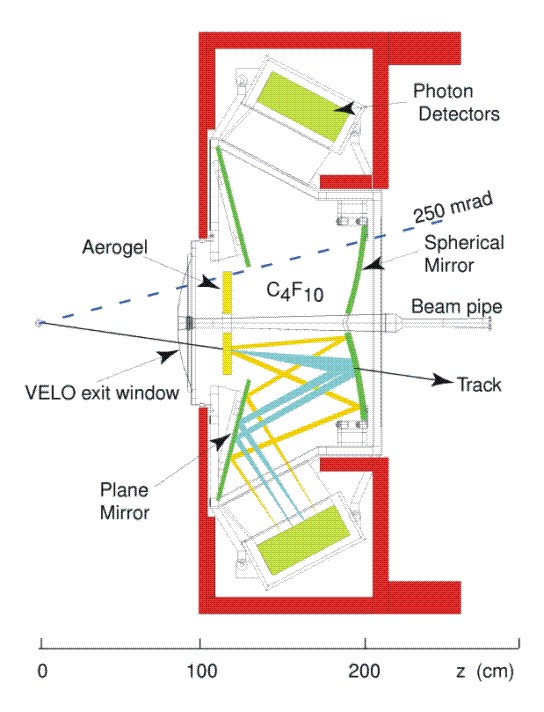 Photon
Detectors
250 mrad
Aerogel
Spherical
Mirror
C4F10
Beam pipe
VELO exit window
Track
Plane
Mirror
0 100 200 z (cm)